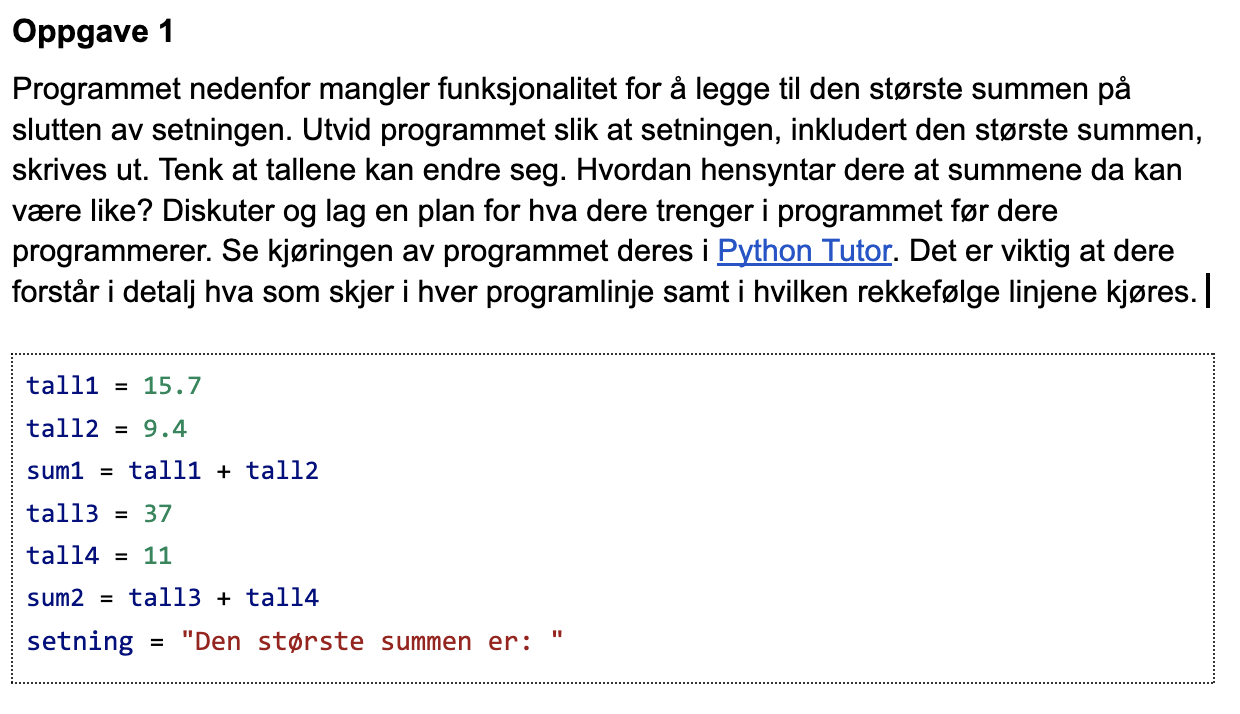 Oppgave 1
Programmet nedenfor mangler funksjonalitet for å legge til den største summen på
slutten av setningen. Utvid programmet slik at setningen, inkludert den største summen,
skrives ut. Tenk at tallene kan endre seg. Hvordan hensyntar dere at summene da kan
være like? Diskuter og lag en plan for hva dere trenger i programmet før dere
programmerer. Se kjøringen av programmet deres i Python Tutor. Det er viktig at dere
forstår i detalj hva som skjer i hver programlinje samt i hvilken rekkefølge linjene kjøres.
tall1 = 15.7
tall2 = 9.4
sum1 = tall1 + tall2
tall3 = 37
tall4 = 11
sum2 = tall3 + tall4
setning = "Den største summen er: "